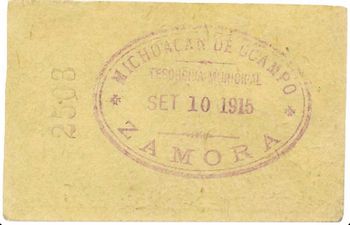 MICHOACAN DE OCAMPO
TESORERIA MUNICIPAL
SET 10 1915
ZAMORA
2503